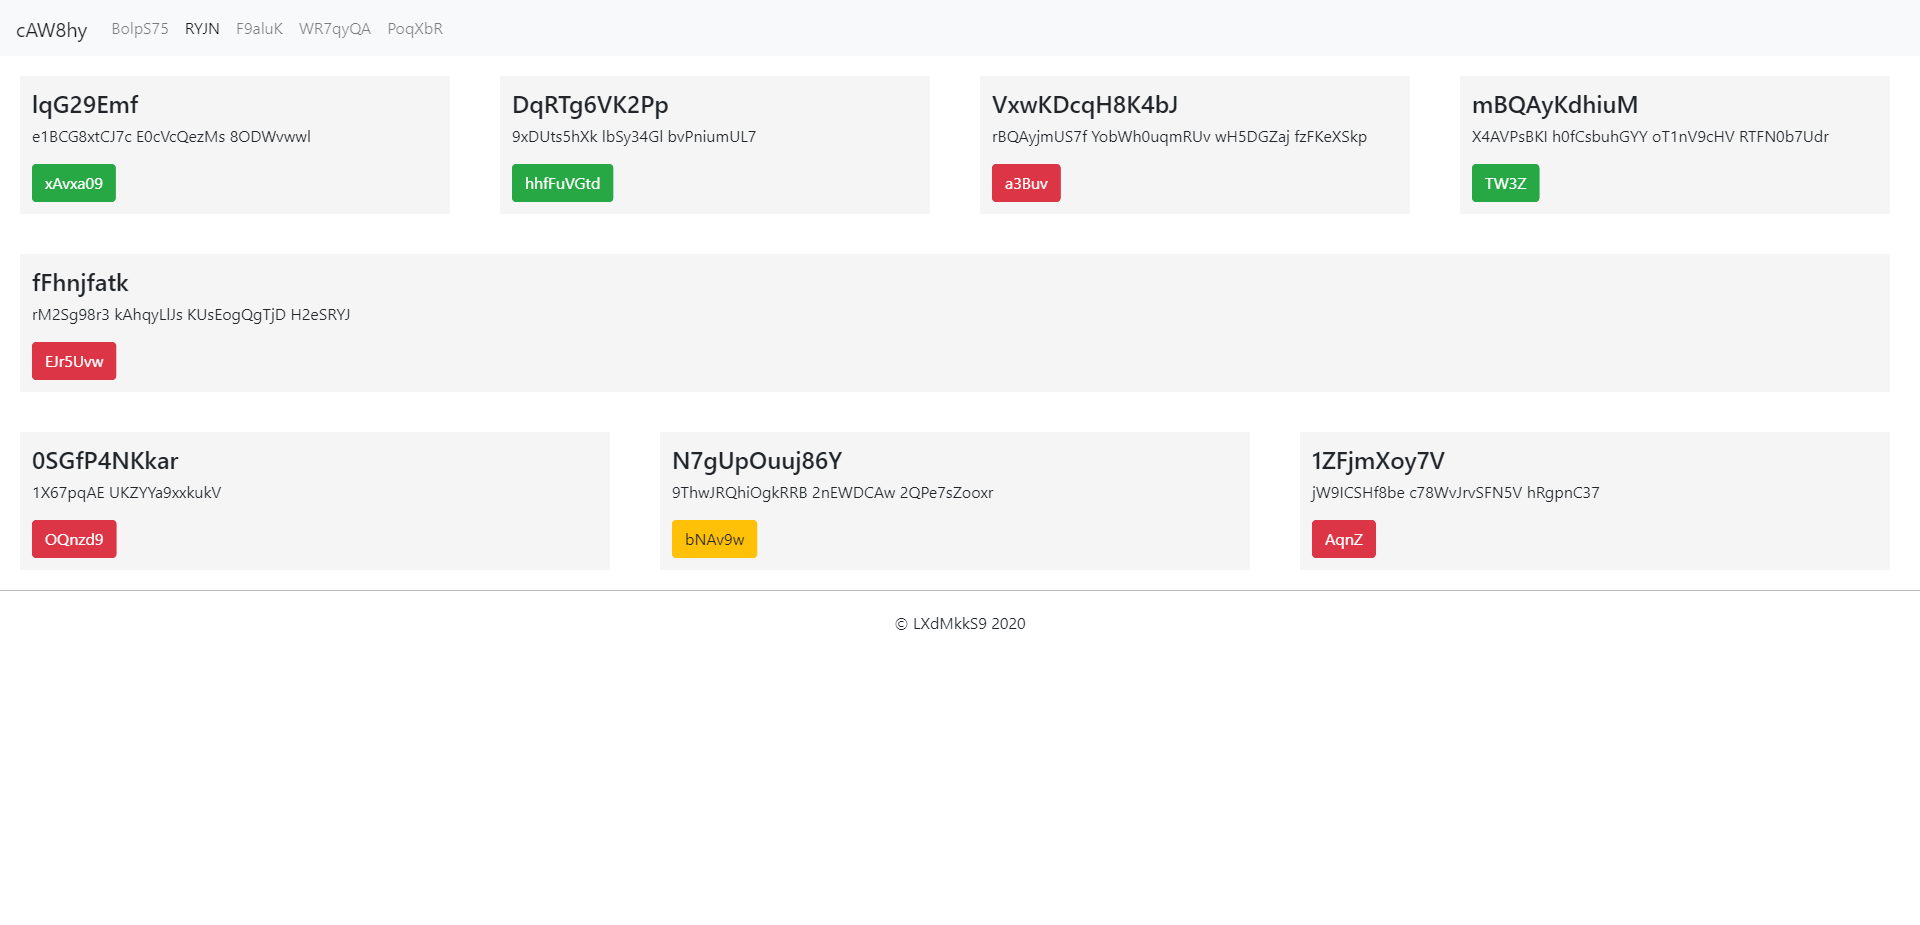 cAW8hy BolpS75 RYJN F9aluK WR7qyQA PoqXbR
lqG29Emf
e1BCG8xtCJ7c E0cVcQezMs 8ODWvwwl
xAvxa09
DqRTg6VK2Pp
9xDUts5hXk lbSy34Gl bvPniumUL7
hhfFuVGtd
VxwKDcqH8K4bJ
rBQAyjmUS7f YobWh0uqmRUv wH5DGZaj fzFKeXSkp
a3Buv
mBQAyKdhiuM
X4AVPsBKI h0fCsbuhGYY oT1nV9cHV RTFN0b7Udr
TW3Z
fFhnjfatk
rM2Sg98r3 kAhqyLlJs KUsEogQgTjD H2eSRYJ
EJr5Uvw
0SGfP4NKkar
1X67pqAE UKZYYa9xxkukV
OQnzd9
N7gUpOuuj86Y
9ThwJRQhiOgkRRB 2nEWDCAw 2QPe7sZooxr
bNAv9w
1ZFjmXoy7V
jW9ICSHf8be c78WvJrvSFN5V hRgpnC37
AqnZ
© LXdMkkS9 2020